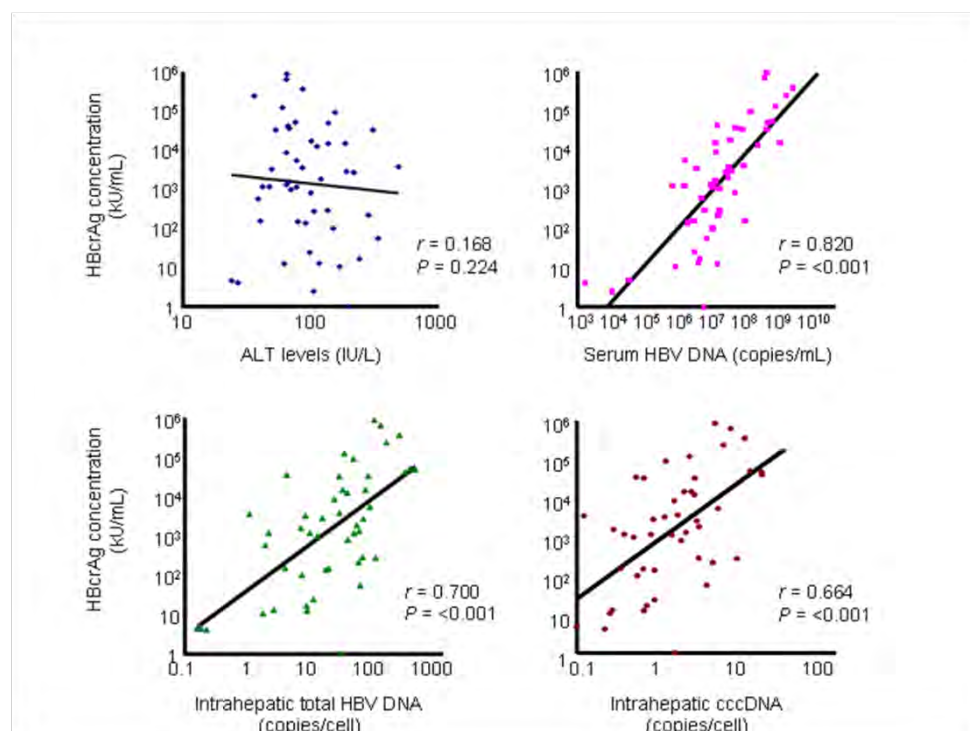 HBcrAg concentration
(kU/mL)
10⁶
10⁵
10⁴
10³
10²
10
1
10
100
1000
r = 0.168
P = 0.224
ALT levels (IU/L)
10⁶
10⁵
10⁴
10³
10²
10
1
10³ 10⁴ 10⁵ 10⁶ 10⁷ 10⁸ 10⁹ 10¹⁰
r = 0.820
P = <0.001
Serum HBV DNA (copies/mL)
HBcrAg concentration
(kU/mL)
10⁶
10⁵
10⁴
10³
10²
10
1
0.1 1 10 100 1000
r = 0.700
P = <0.001
Intrahepatic total HBV DNA
(copies/cell)
10⁶
10⁵
10⁴
10³
10²
10
1
0.1 1 10 100
r = 0.664
P = <0.001
Intrahepatic cccDNA
(copies/cell)